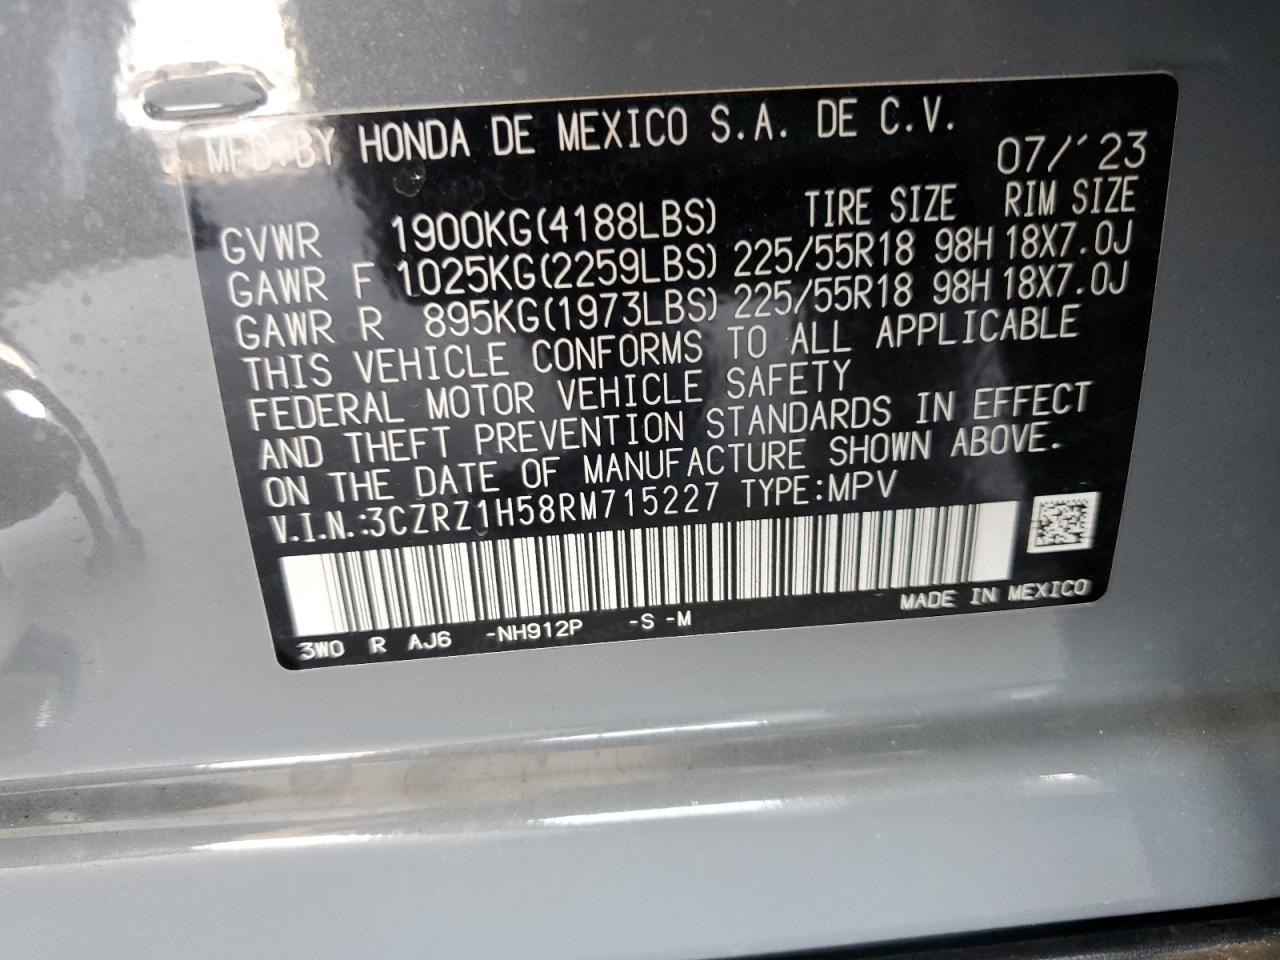 MFD. BY HONDA DE MEXICO S.A. DE C.V.
07/'23
TIRE SIZE RIM SIZE
GVWR 1900KG(4188LBS)
GAWR F 1025KG(2259LBS) 225/55R18 98H 18X7.0J
GAWR R 895KG(1973LBS) 225/55R18 98H 18X7.0J
THIS VEHICLE CONFORMS TO ALL APPLICABLE
FEDERAL MOTOR VEHICLE SAFETY
AND THEFT PREVENTION STANDARDS IN EFFECT
ON THE DATE OF MANUFACTURE SHOWN ABOVE.
V.I.N.:3CZRZ1H58RM715227 TYPE:MPV
MADE IN MEXICO
3W0 R AJ6 -NH912P -S -M